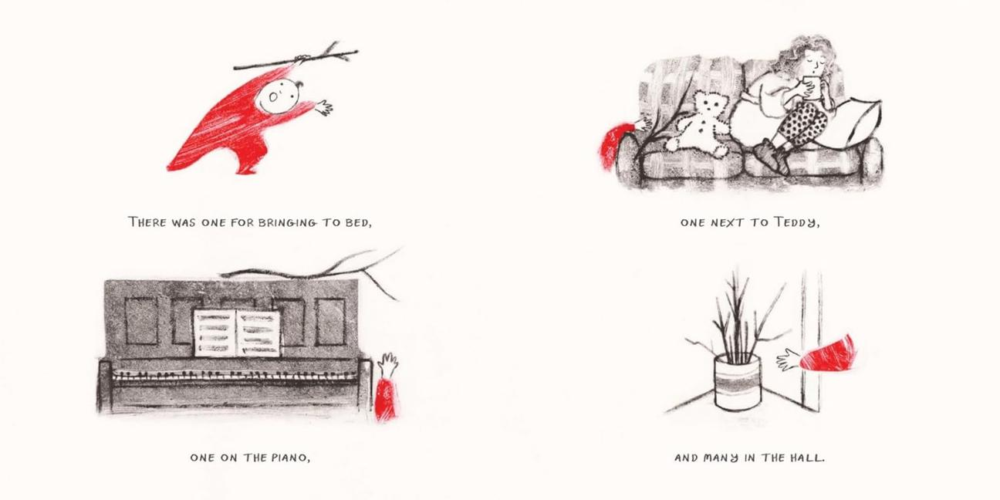 THERE WAS ONE FOR BRINGING TO BED,
ONE NEXT TO TEDDY,
ONE ON THE PIANO,
AND MANY IN THE HALL.